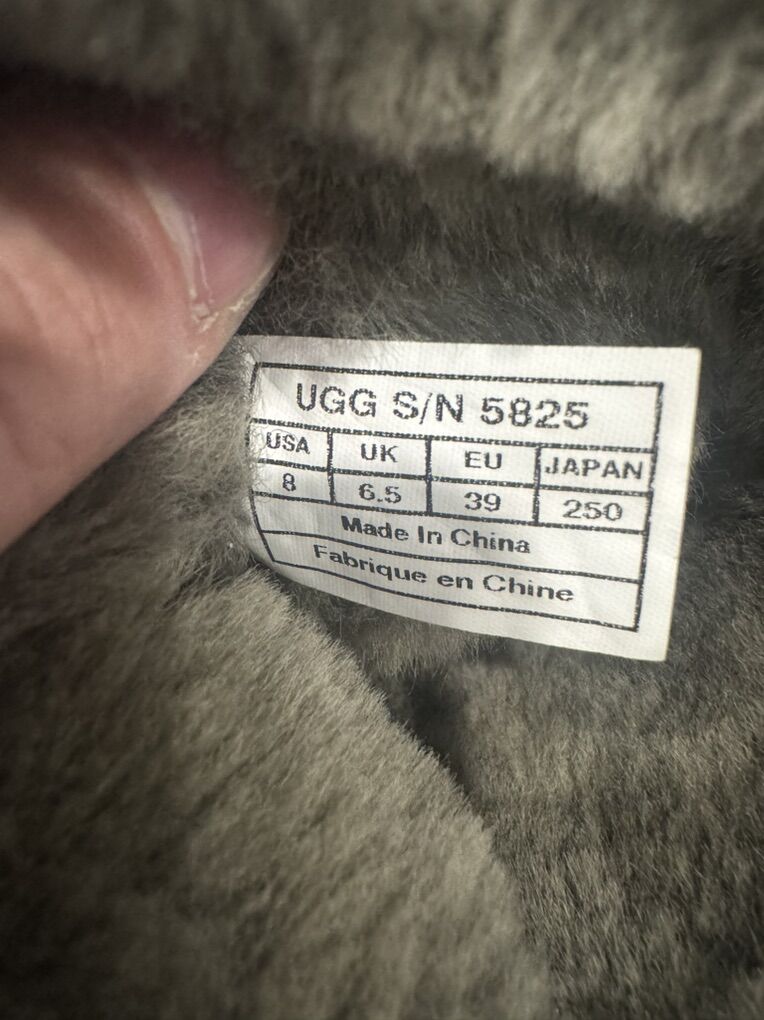 UGG S/N 5825
USA UK EU JAPAN
8 6.5 39 250
Made In China
Fabrique en Chine